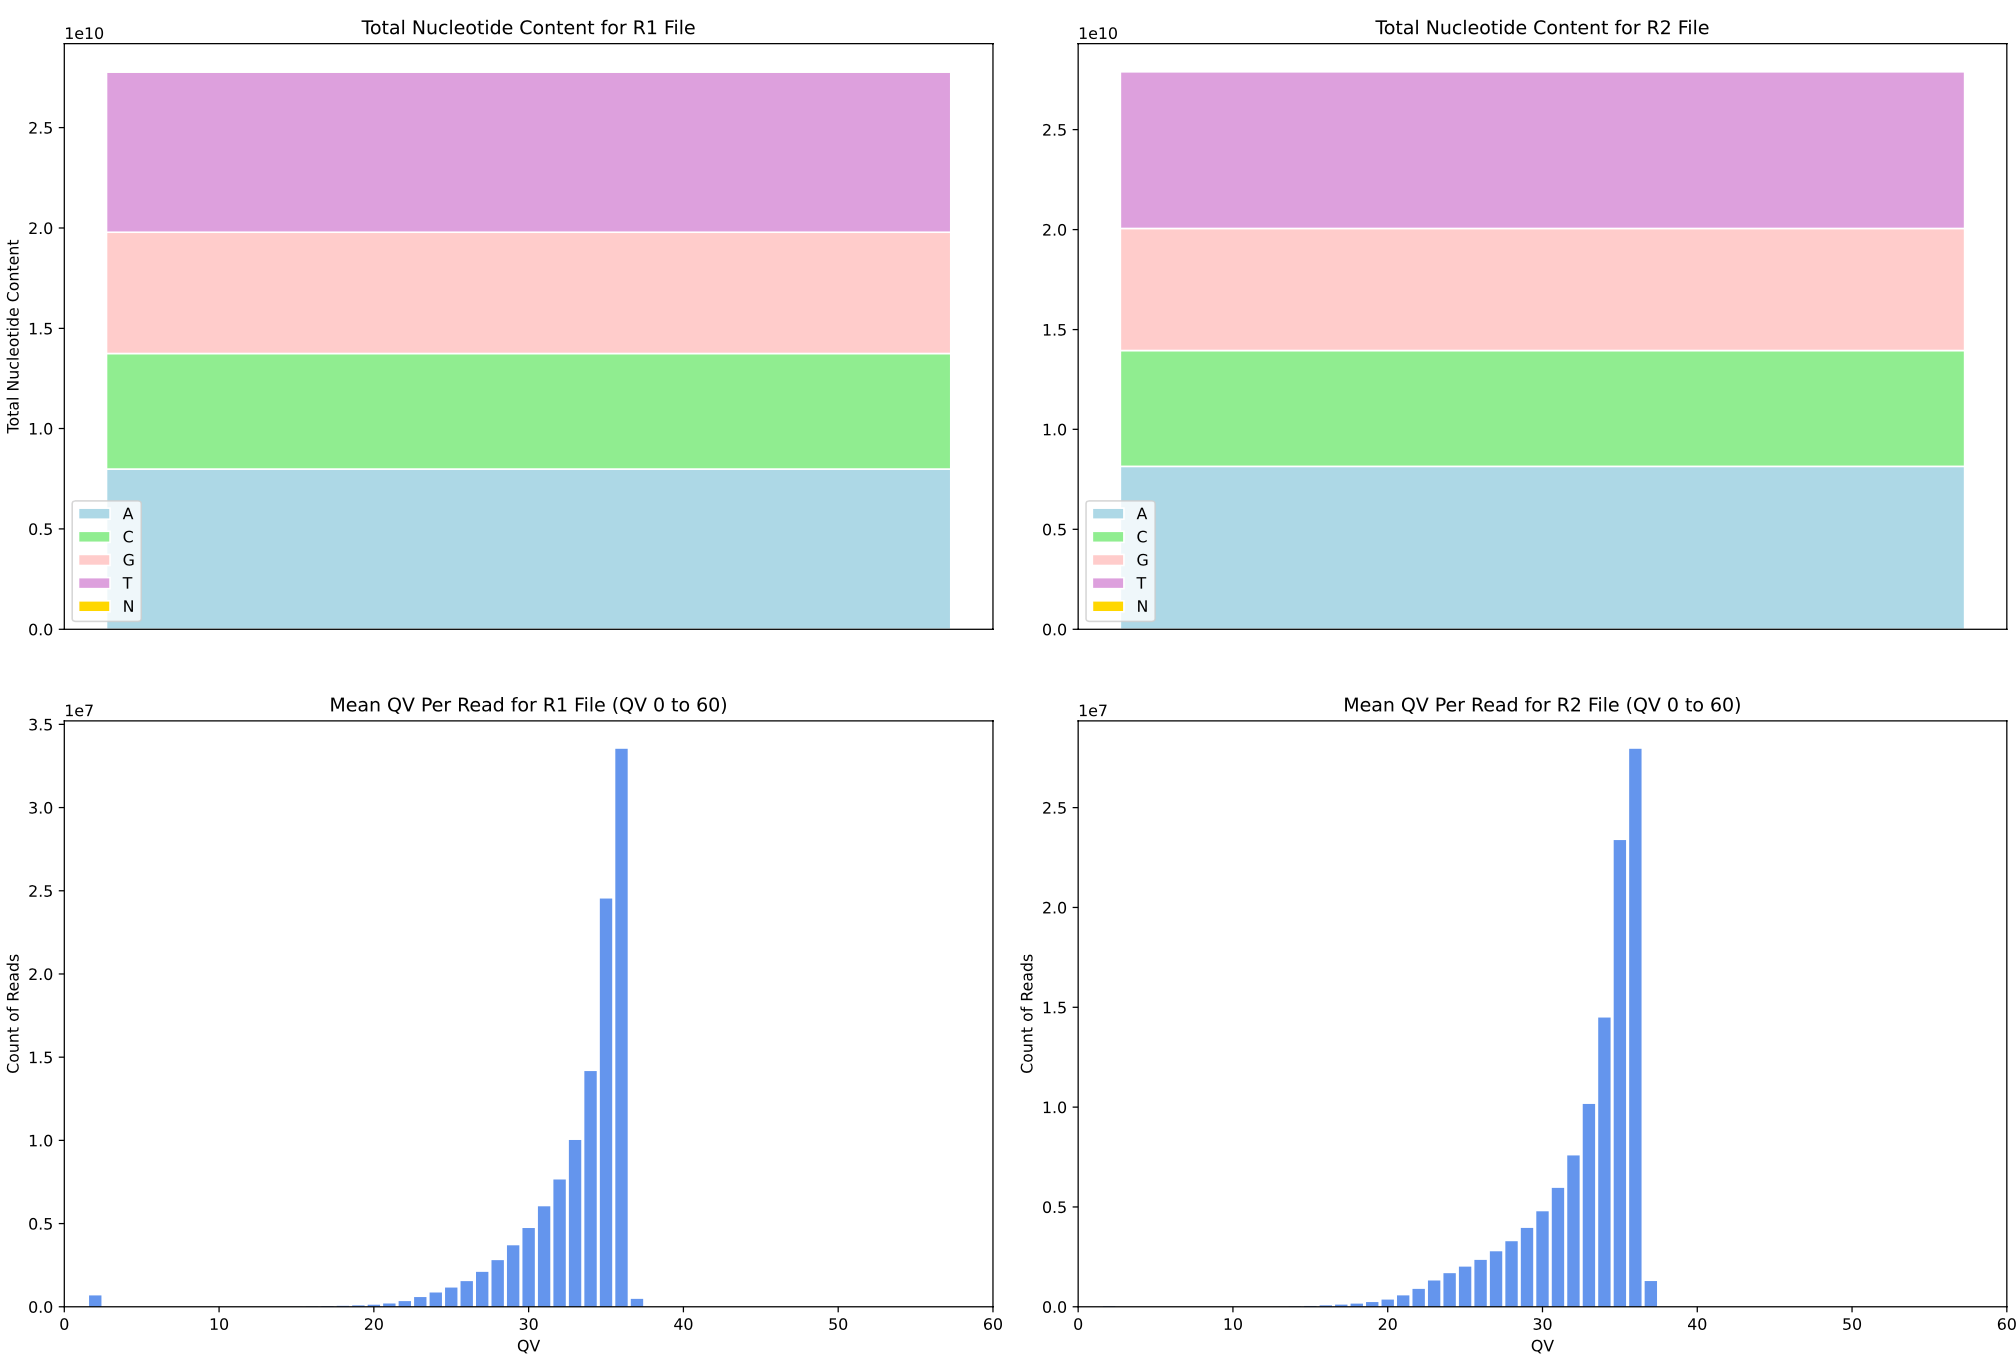 Total Nucleotide Content for R1 File
1e10
Total Nucleotide Content
2.5
2.0
1.5
1.0
0.5
0.0
A
C
G
T
N
Total Nucleotide Content for R2 File
1e10
2.5
2.0
1.5
1.0
0.5
0.0
A
C
G
T
N
Mean QV Per Read for R1 File (QV 0 to 60)
1e7
Count of Reads
3.5
3.0
2.5
2.0
1.5
1.0
0.5
0.0
0 10 20 30 40 50 60
QV
Mean QV Per Read for R2 File (QV 0 to 60)
1e7
Count of Reads
2.5
2.0
1.5
1.0
0.5
0.0
0 10 20 30 40 50 60
QV